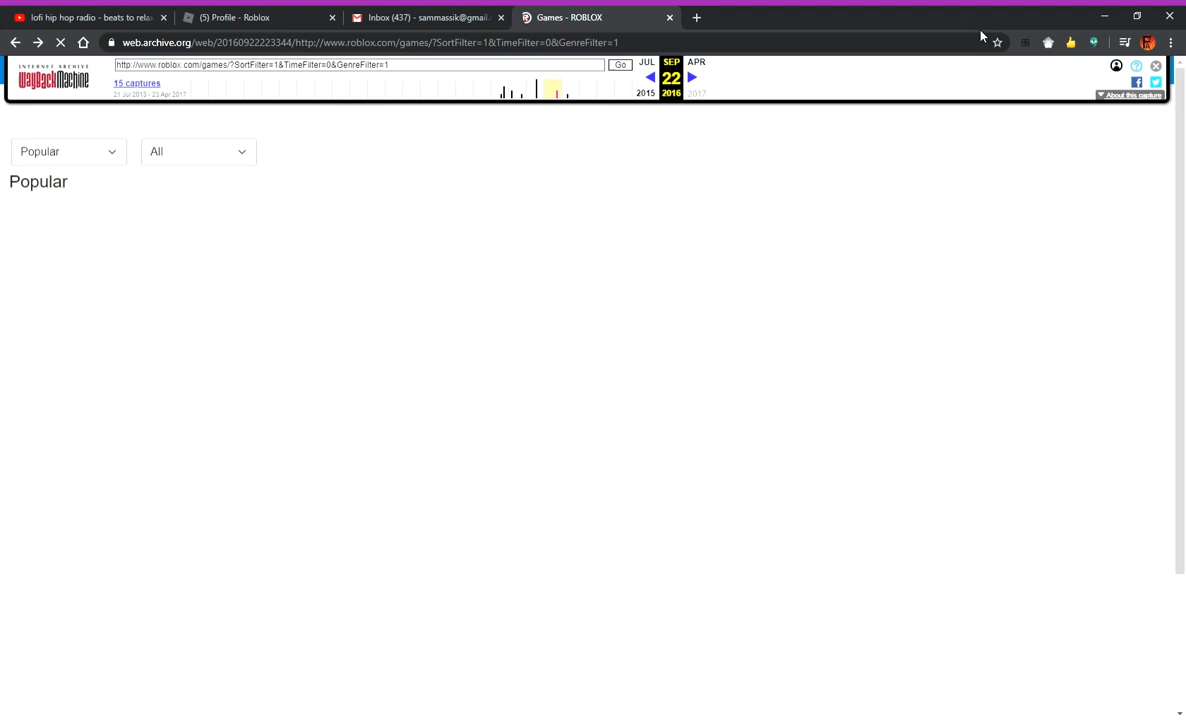 lofi hip hop radio - beats to rela
(5) Profile - Roblox
Inbox (437) - sammassik@gmail.
Games - ROBLOX
web.archive.org/web/20160922223344/http://www.roblox.com/games/?SortFilter=1&TimeFilter=0&GenreFilter=1
INTERNET ARCHIVE
WayBackMachine
http://www.roblox.com/games/?SortFilter=1&TimeFilter=0&GenreFilter=1
Go
JUL SEP APR
15 captures
22
21 Jul 2013 - 23 Apr 2017
2015 2016 2017
About this capture
Popular
All
Popular